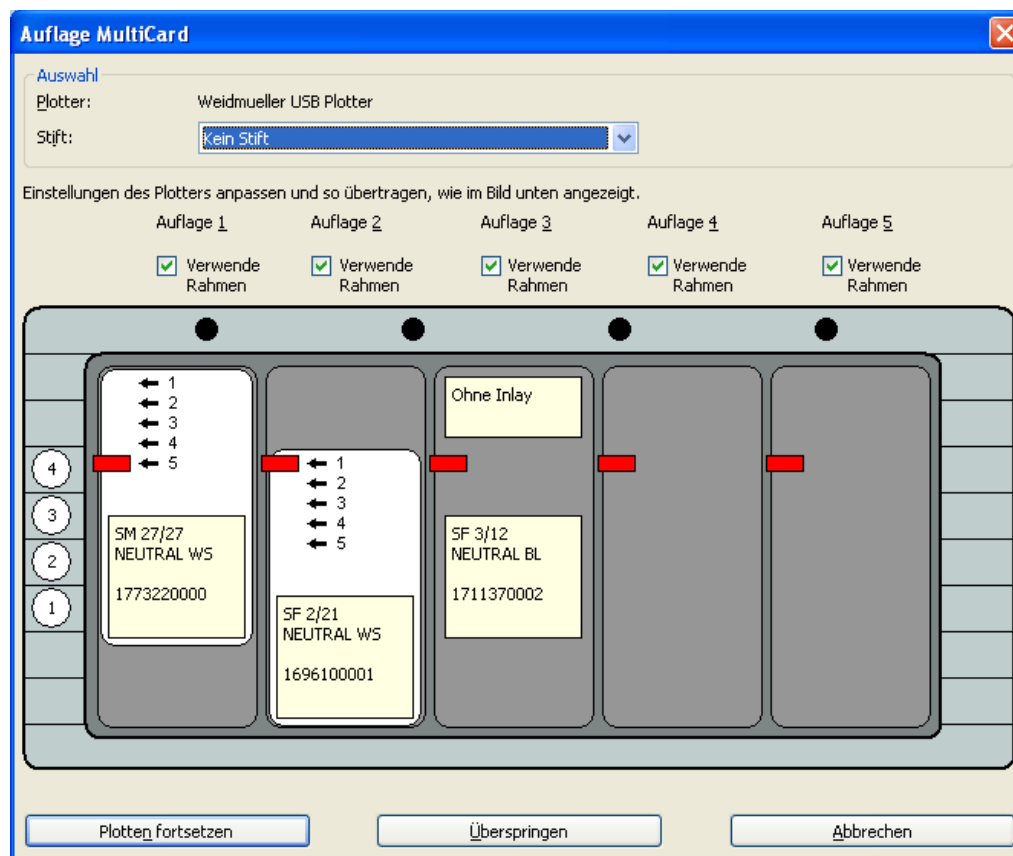 Auflage MultiCard
Auswahl
Plotter: Weidmueller USB Plotter
Stift: Kein Stift
Einstellungen des Plotters anpassen und so übertragen, wie im Bild unten angezeigt.
Auflage 1 Auflage 2 Auflage 3 Auflage 4 Auflage 5
Verwende Verwende Verwende Verwende Verwende
Rahmen Rahmen Rahmen Rahmen Rahmen
1
2
3
4
5
SM 27/27
NEUTRAL WS
1773220000
1
2
3
4
5
SF 2/21
NEUTRAL WS
1696100001
Ohne Inlay
SF 3/12
NEUTRAL BL
1711370002
4
3
2
1
Plotten fortsetzen Überspringen Abbrechen